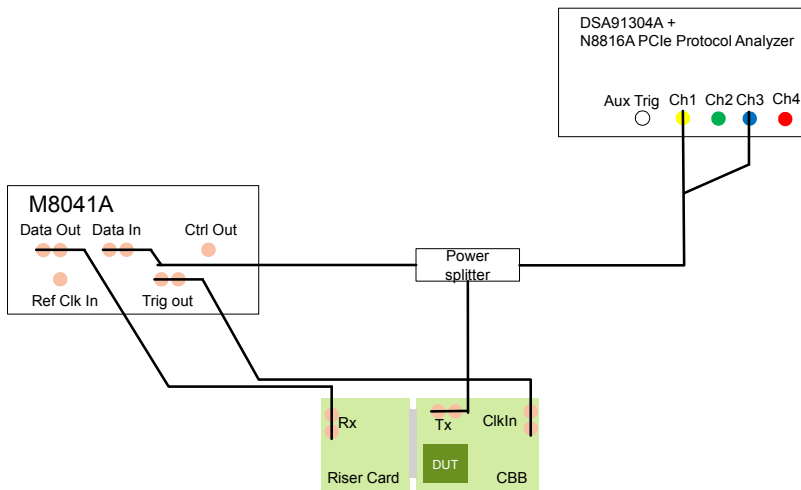 DSA91304A +
N8816A PCIe Protocol Analyzer
Aux Trig Ch1 Ch2 Ch3 Ch4
M8041A
Data Out Data In Ctrl Out
Ref Clk In Trig out
Power
splitter
Rx Tx ClkIn
DUT
Riser Card CBB